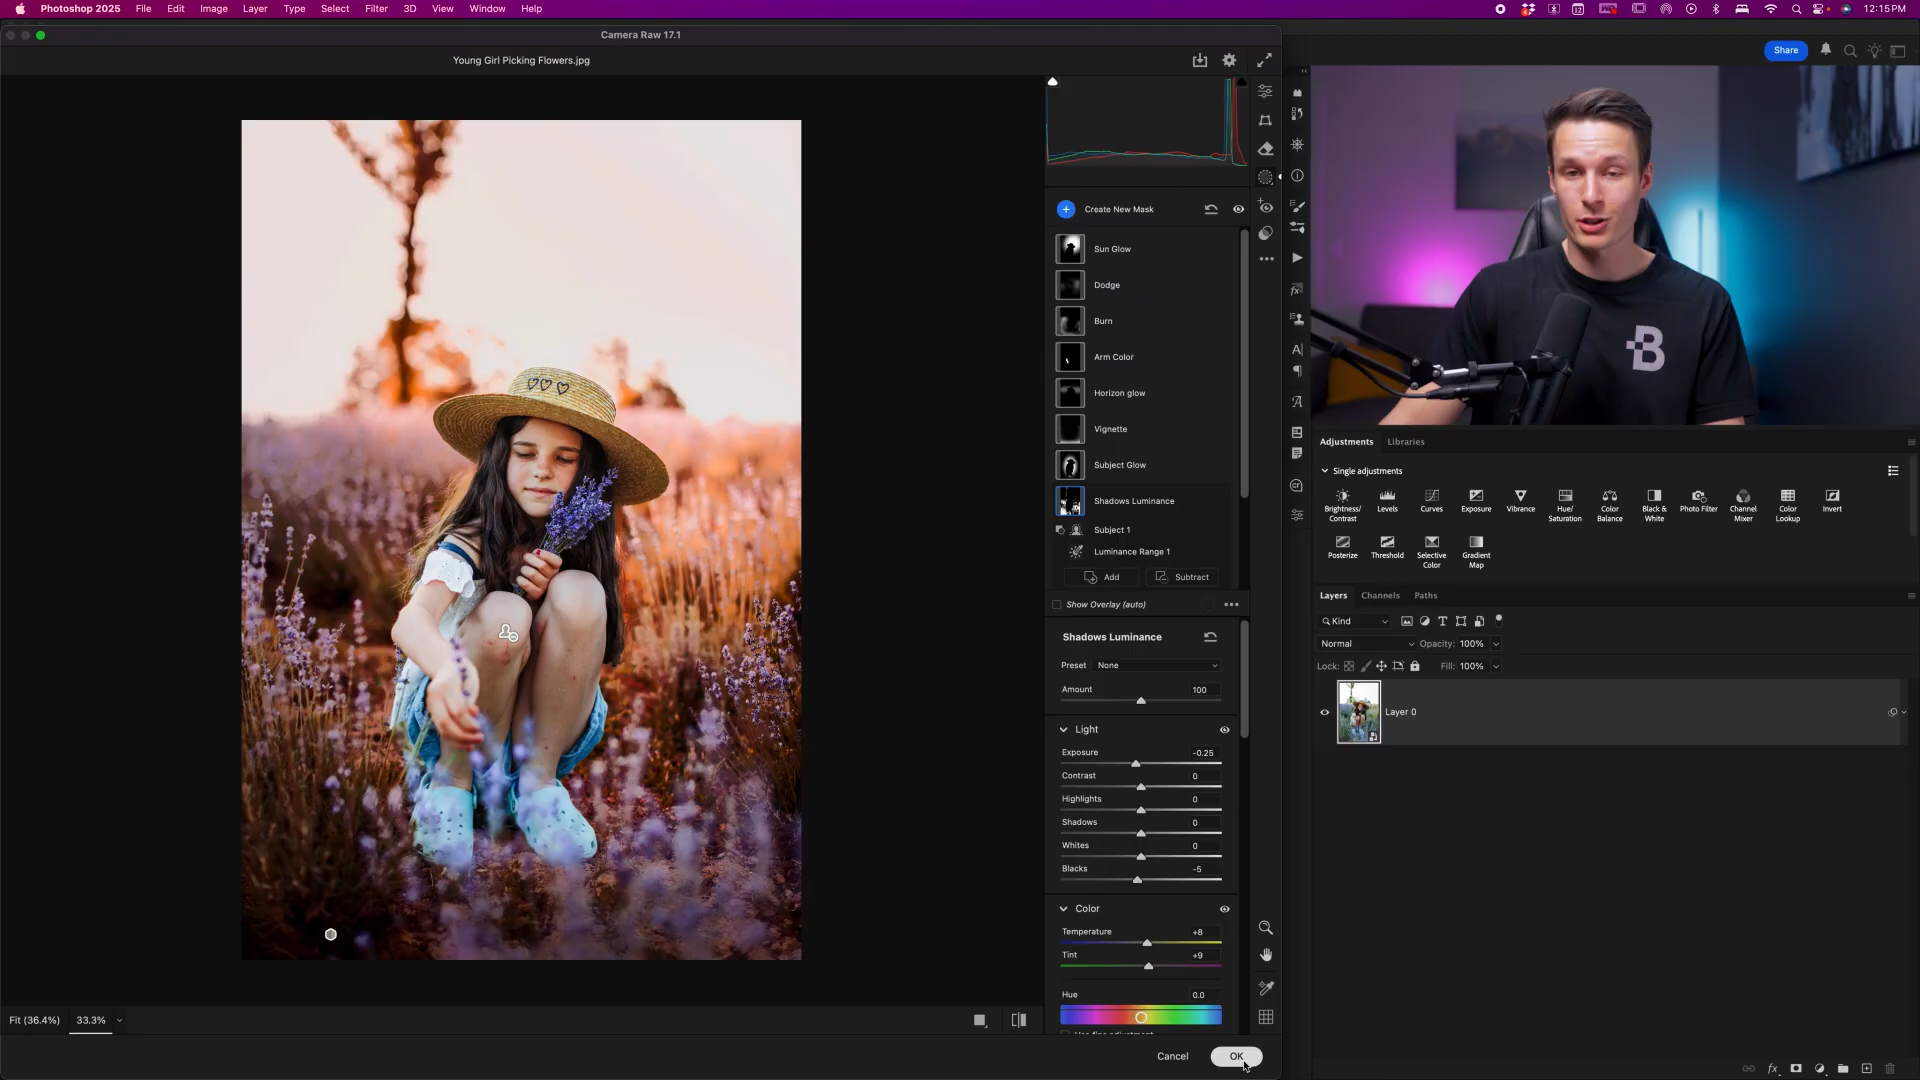 Photoshop 2025 File Edit Image Layer Type Select Filter 3D View Window Help 12:15 PM
Camera Raw 17.1
Young Girl Picking Flowers.jpg
Share
Create New Mask
Sun Glow
Dodge
Burn
Arm Color
Horizon glow
Vignette
Subject Glow
Shadows Luminance
Subject 1
Luminance Range 1
Add Subtract
Show Overlay (auto)
Shadows Luminance
Preset None
Amount 100
Light
Exposure -0.25
Contrast 0
Highlights 0
Shadows 0
Whites 0
Blacks -5
Color
Temperature +8
Tint +9
Hue 0.0
Fit (36.4%) 33.3%
Cancel OK
B
Adjustments Libraries
Single adjustments
Brightness/
Contrast
Levels
Curves
Exposure
Vibrance
Hue/
Saturation
Color
Balance
Black &
White
Photo Filter
Channel
Mixer
Color
Lookup
Invert
Posterize
Threshold
Selective
Color
Gradient
Map
Layers Channels Paths
Kind
Normal Opacity: 100%
Lock: Fill: 100%
Layer 0